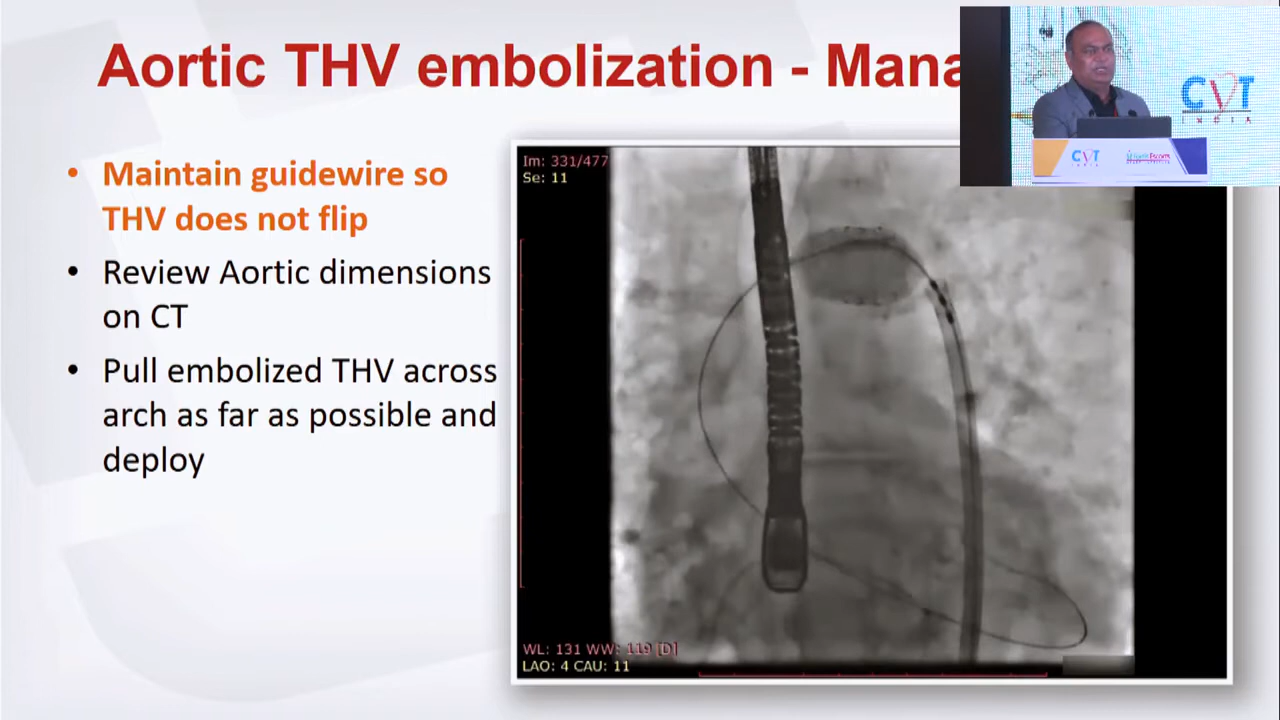 Aortic THV embolization - Mana
• Maintain guidewire so
THV does not flip
• Review Aortic dimensions
on CT
• Pull embolized THV across
arch as far as possible and
deploy
Im: 331/477
Se: 11
WL: 131 WW: 119 [D]
LAO: 4 CAU: 11
CVT
INDIA
CVT
INDIA